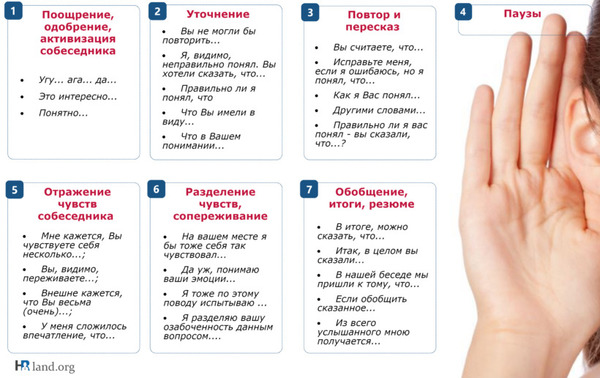 1
Поощрение,
одобрение,
активизация
собеседника
• Угу... ага... да...
• Это интересно...
• Понятно...
2
Уточнение
• Вы не могли бы
повторить...
• Я, видимо,
неправильно понял. Вы
хотели сказать, что...
• Правильно ли я
понял, что
• Что Вы имели в
виду...
• Что в Вашем
понимании...
3
Повтор и
пересказ
• Вы считаете, что...
• Исправьте меня,
если я ошибаюсь, но я
понял, что...
• Как я Вас понял...
• Другими словами...
• Правильно ли я вас
понял - вы сказали,
что...?
4
Паузы
5
Отражение
чувств
собеседника
• Мне кажется, Вы
чувствуете себя
несколько...;
• Вы, видимо,
переживаете...;
• Внешне кажется,
что Вы весьма
(очень)...;
• У меня сложилось
впечатление, что...
6
Разделение
чувств,
сопереживание
• На вашем месте я
бы тоже себя так
чувствовал...
• Да уж, понимаю
ваши эмоции...
• Я тоже по этому
поводу испытываю ...
• Я разделяю вашу
озабоченность данным
вопросом....
7
Обобщение,
итоги, резюме
• В итоге, можно
сказать, что...
• Итак, в целом вы
сказали...
• В нашей беседе мы
пришли к тому, что...
• Если обобщить
сказанное...
• Из всего
услышанного мною
получается...
HR land.org